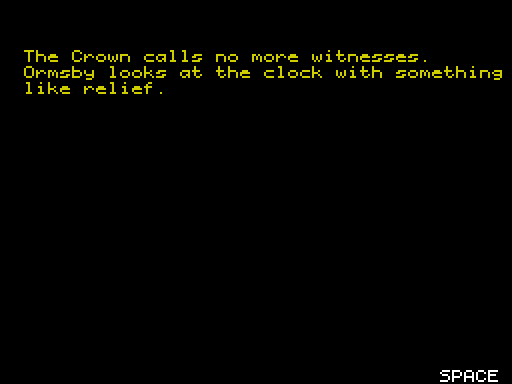 The Crown calls no more witnesses.
Ormsby looks at the clock with something
like relief.
SPACE